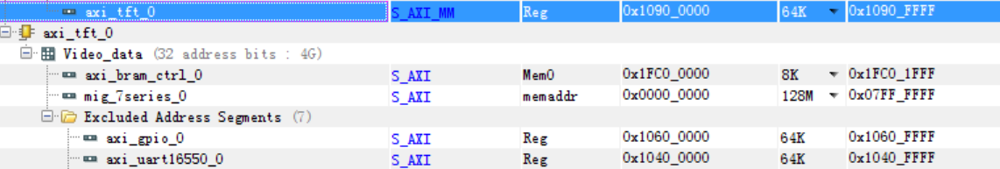 axi_tft_0 S_AXI_MM Reg 0x1090_0000 64K 0x1090_FFFF
axi_tft_0
Video_data (32 address bits : 4G)
axi_bram_ctrl_0 S_AXI Mem0 0x1FC0_0000 8K 0x1FC0_1FFF
mig_7series_0 S_AXI memaddr 0x0000_0000 128M 0x07FF_FFFF
Excluded Address Segments (7)
axi_gpio_0 S_AXI Reg 0x1060_0000 64K 0x1060_FFFF
axi_uart16550_0 S_AXI Reg 0x1040_0000 64K 0x1040_FFFF